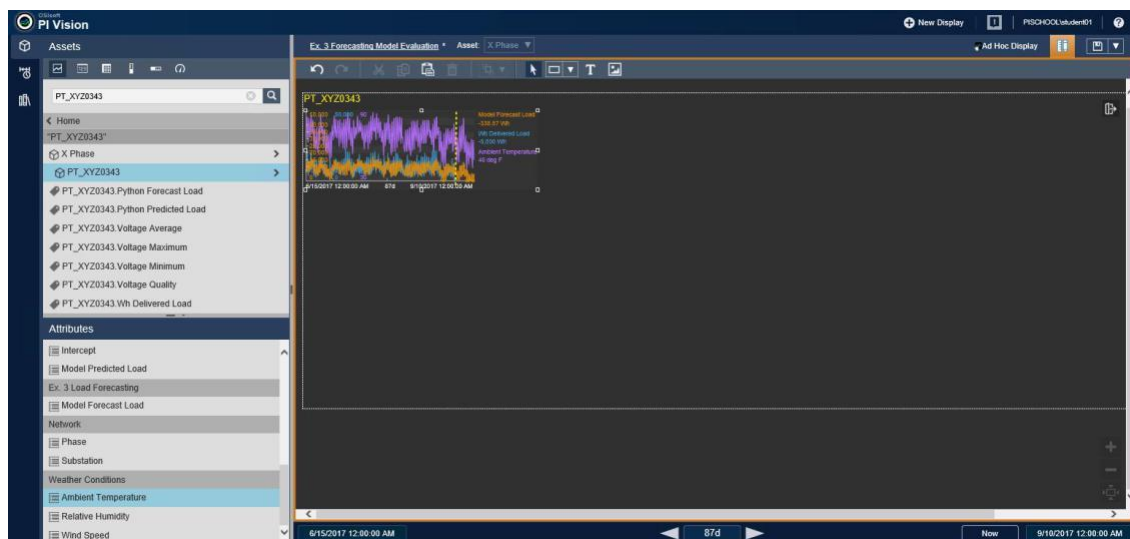 OSIsoft
PI Vision
New Display
PISCHOOL\student01
Assets
Ex. 3 Forecasting Model Evaluation *
Asset: X Phase
Ad Hoc Display
PT_XYZ0343
Home
"PT_XYZ0343"
X Phase
PT_XYZ0343
PT_XYZ0343.Python Forecast Load
PT_XYZ0343.Python Predicted Load
PT_XYZ0343.Voltage Average
PT_XYZ0343.Voltage Maximum
PT_XYZ0343.Voltage Minimum
PT_XYZ0343.Voltage Quality
PT_XYZ0343.Wh Delivered Load
Attributes
Intercept
Model Predicted Load
Ex. 3 Load Forecasting
Model Forecast Load
Network
Phase
Substation
Weather Conditions
Ambient Temperature
Relative Humidity
Wind Speed
PT_XYZ0343
Model Forecast Load
Wh Delivered Load
Ambient Temperature
6/15/2017 12:00:00 AM
87d
9/10/2017 12:00:00 AM
6/15/2017 12:00:00 AM
87d
Now
9/10/2017 12:00:00 AM